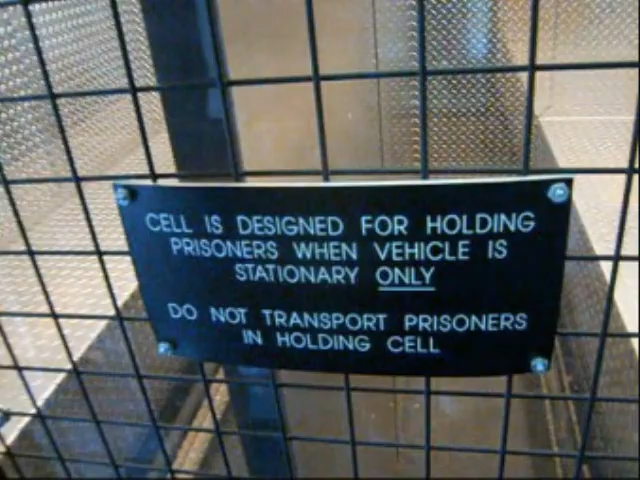 CELL IS DESIGNED FOR HOLDING
PRISONERS WHEN VEHICLE IS
STATIONARY ONLY
DO NOT TRANSPORT PRISONERS
IN HOLDING CELL